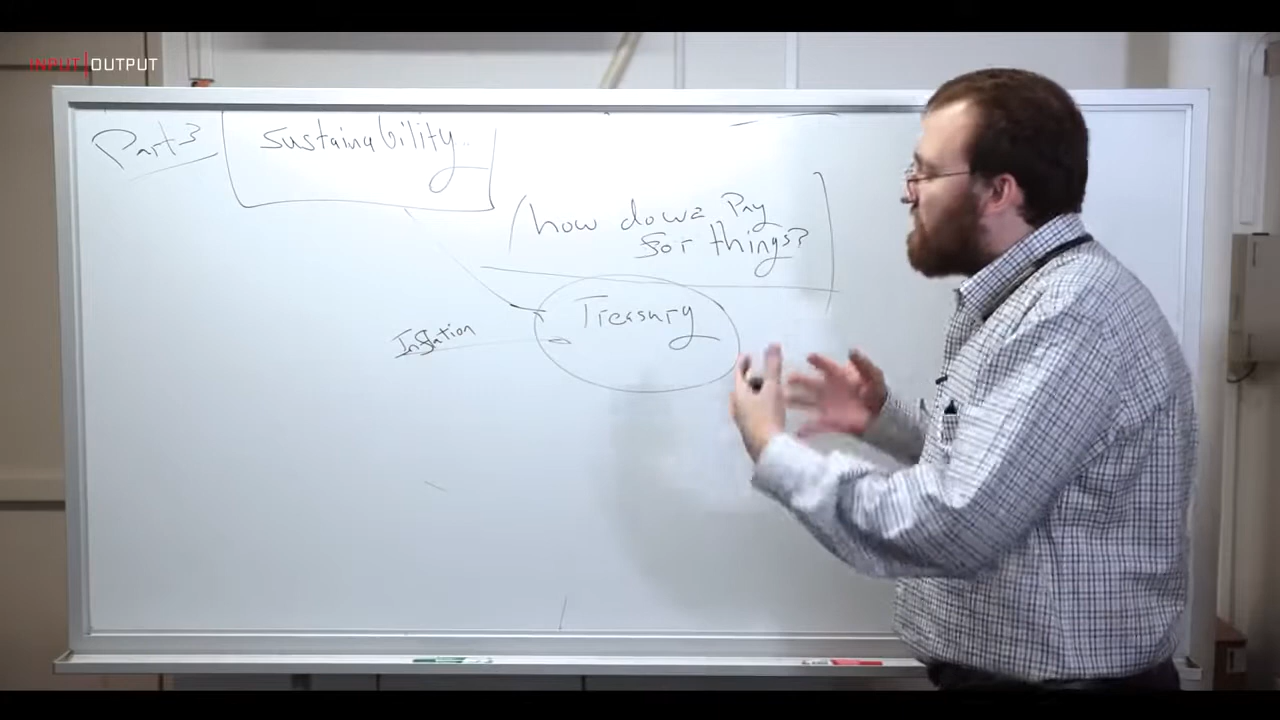 INPUT|OUTPUT
Part 3
sustainability
(how do we Pay
for things?
Treasury
Inflation